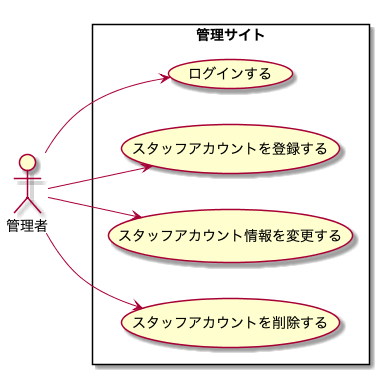 管理サイト
ログインする
スタッフアカウントを登録する
管理者
スタッフアカウント情報を変更する
スタッフアカウントを削除する